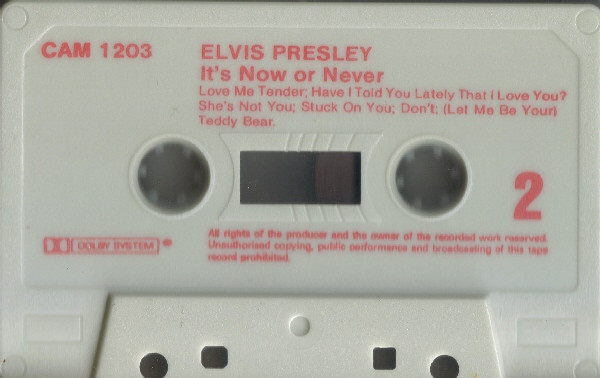 CAM 1203
ELVIS PRESLEY
It's Now or Never
Love Me Tender; Have I Told You Lately That I Love You?
She's Not You; Stuck On You; Don't; (Let Me Be Your)
Teddy Bear.
2
DOLBY SYSTEM ®
All rights of the producer and the owner of the recorded work reserved.
Unauthorised copying, public performance and broadcasting of this tape
record prohibited.